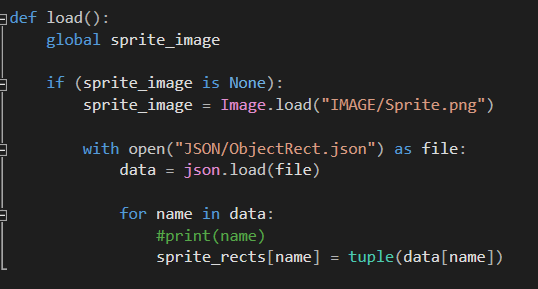 def load():
    global sprite_image

    if (sprite_image is None):
        sprite_image = Image.load("IMAGE/Sprite.png")

        with open("JSON/ObjectRect.json") as file:
            data = json.load(file)

            for name in data:
                #print(name)
                sprite_rects[name] = tuple(data[name])